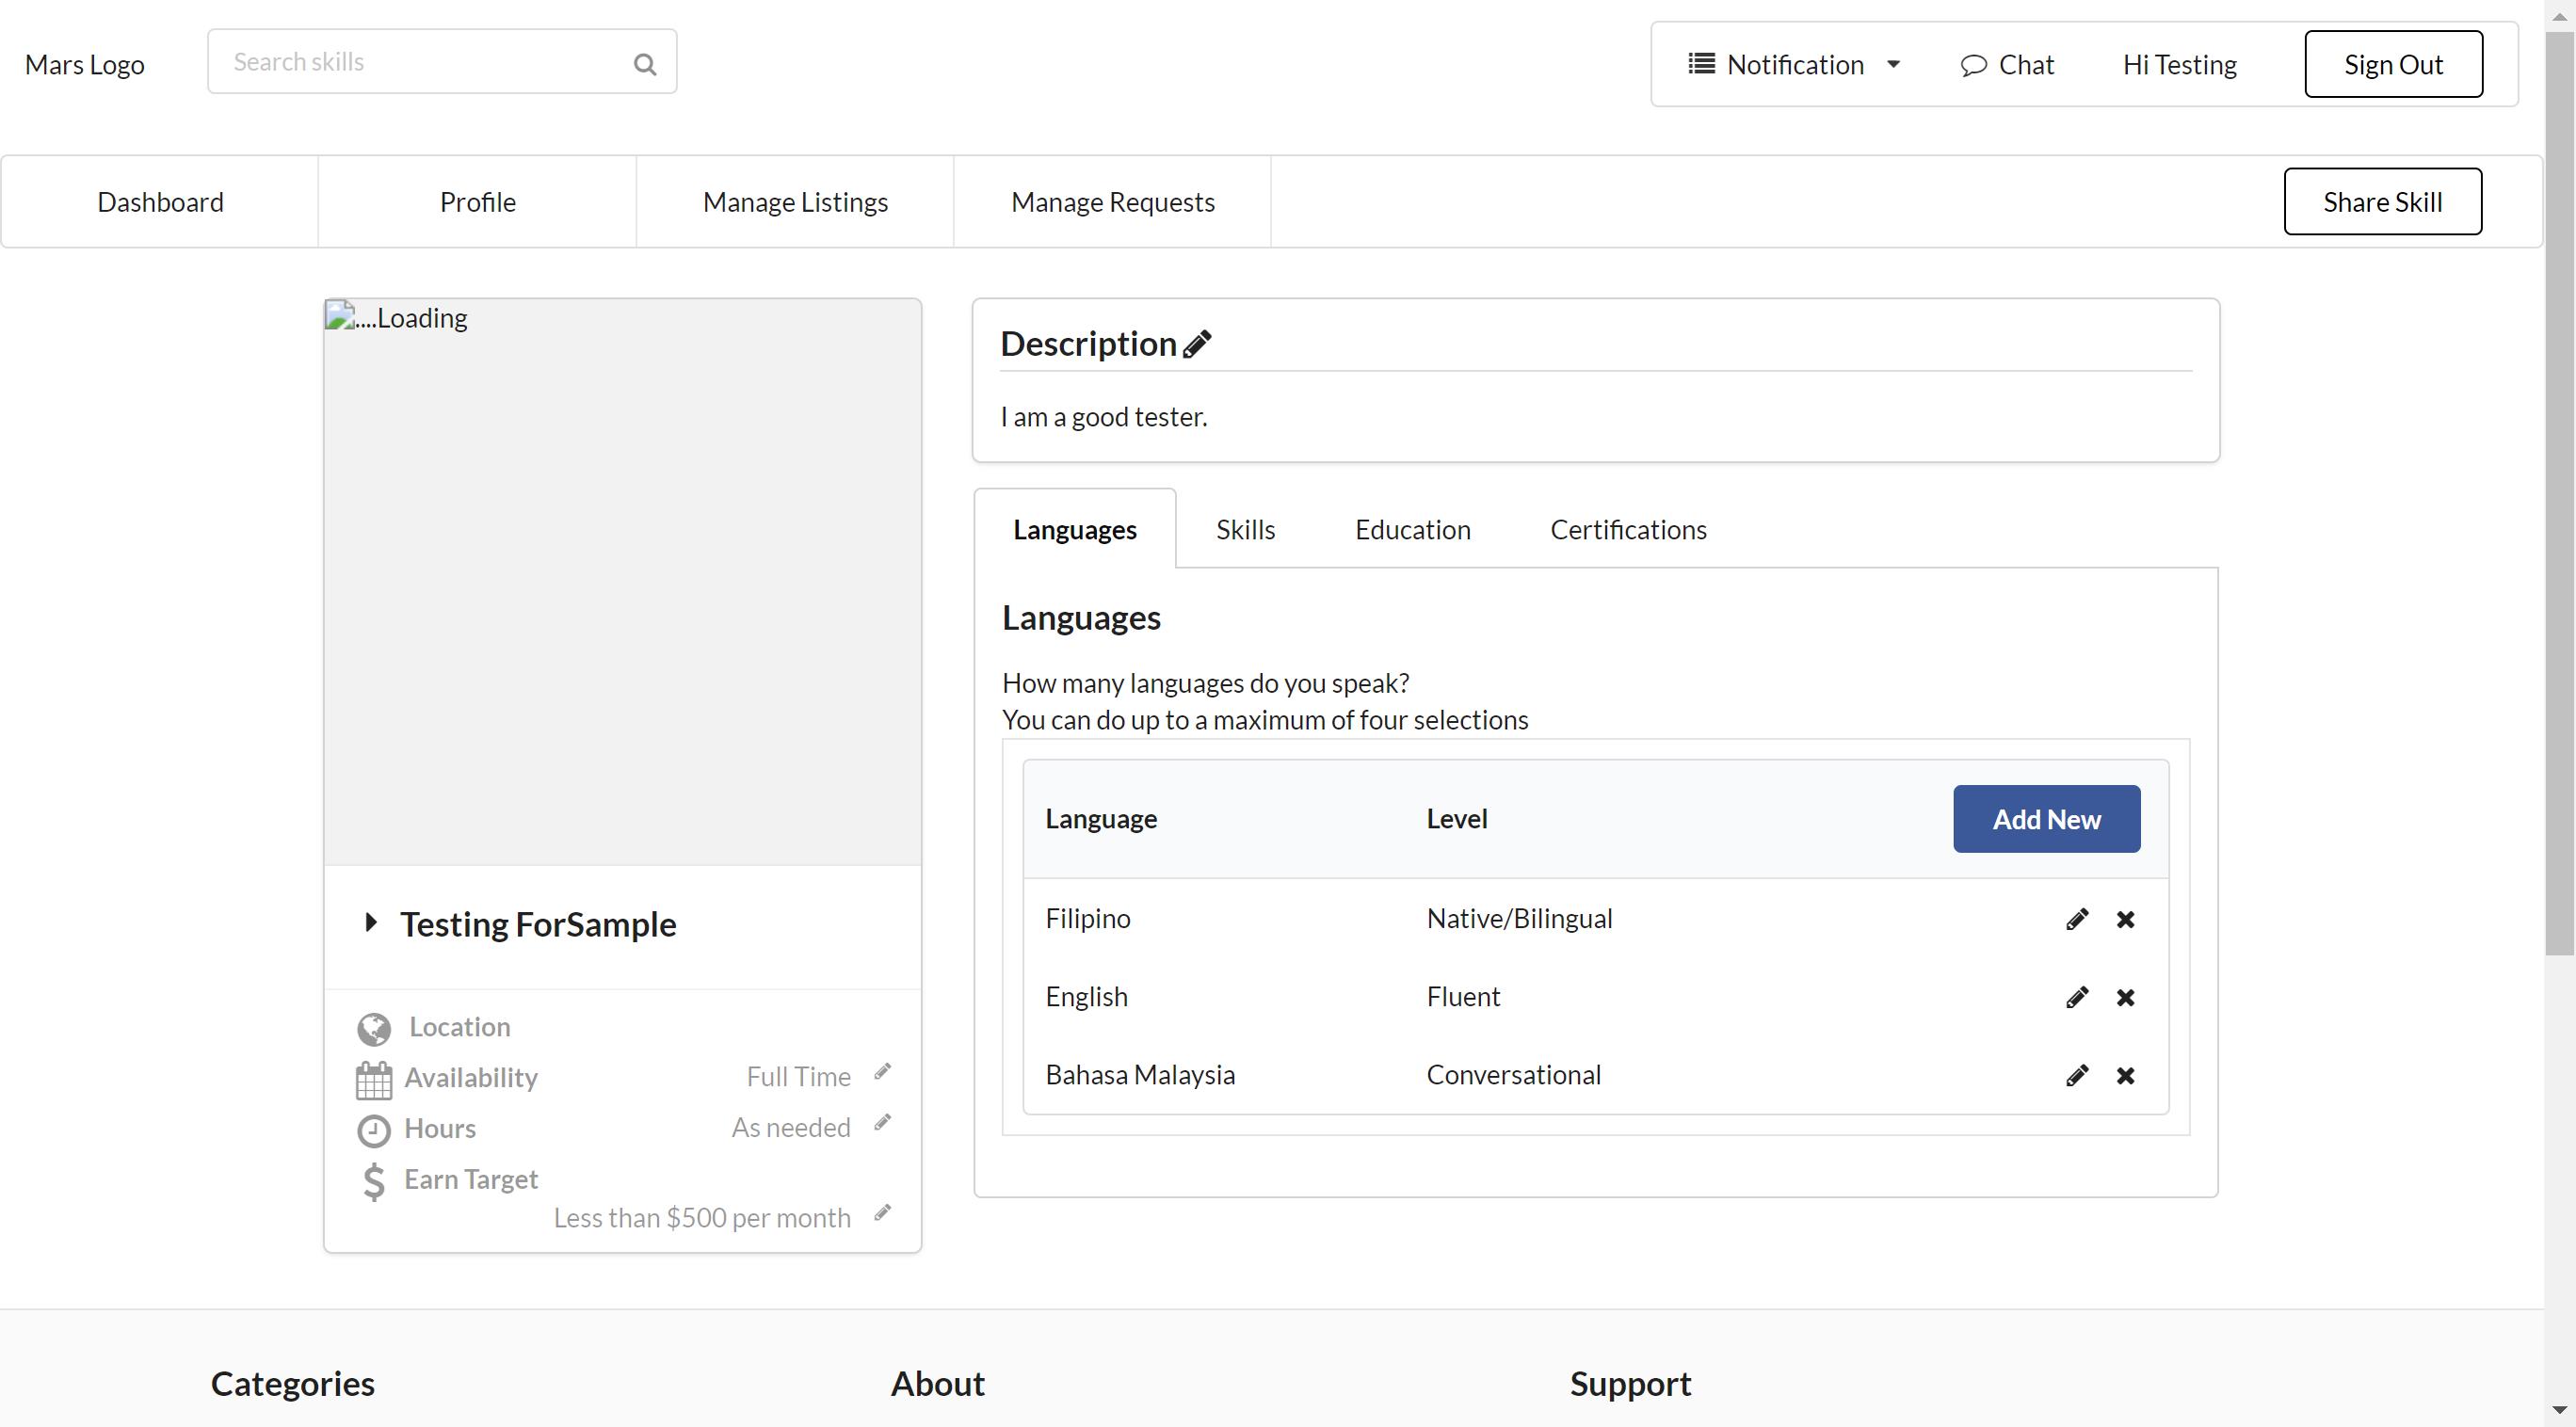 Mars Logo
Search skills
Notification
Chat
Hi Testing
Sign Out
Dashboard
Profile
Manage Listings
Manage Requests
Share Skill
....Loading
Testing ForSample
Location
Availability
Full Time
Hours
As needed
Earn Target
Less than $500 per month
Description
I am a good tester.
Languages
Skills
Education
Certifications
Languages
How many languages do you speak?
You can do up to a maximum of four selections
Language
Level
Add New
Filipino
Native/Bilingual
English
Fluent
Bahasa Malaysia
Conversational
Categories
About
Support